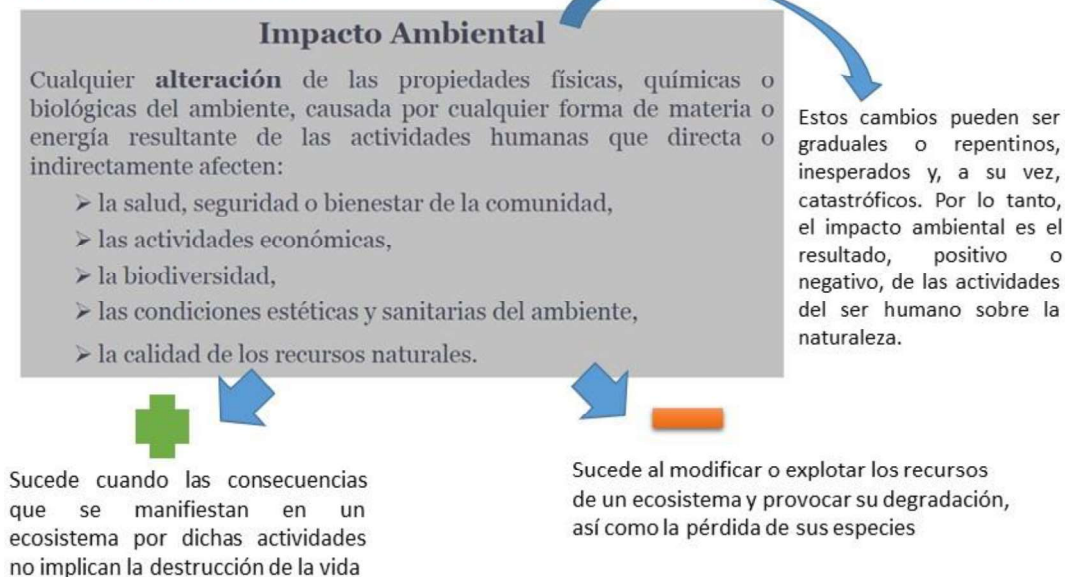 Impacto Ambiental
Cualquier alteración de las propiedades físicas, químicas o
biológicas del ambiente, causada por cualquier forma de materia o
energía resultante de las actividades humanas que directa o
indirectamente afecten:
➢ la salud, seguridad o bienestar de la comunidad,
➢ las actividades económicas,
➢ la biodiversidad,
➢ las condiciones estéticas y sanitarias del ambiente,
➢ la calidad de los recursos naturales.
Estos cambios pueden ser
graduales o repentinos,
inesperados y, a su vez,
catastróficos. Por lo tanto,
el impacto ambiental es el
resultado, positivo o
negativo, de las actividades
del ser humano sobre la
naturaleza.
Sucede cuando las consecuencias
que se manifiestan en un
ecosistema por dichas actividades
no implican la destrucción de la vida
Sucede al modificar o explotar los recursos
de un ecosistema y provocar su degradación,
así como la pérdida de sus especies